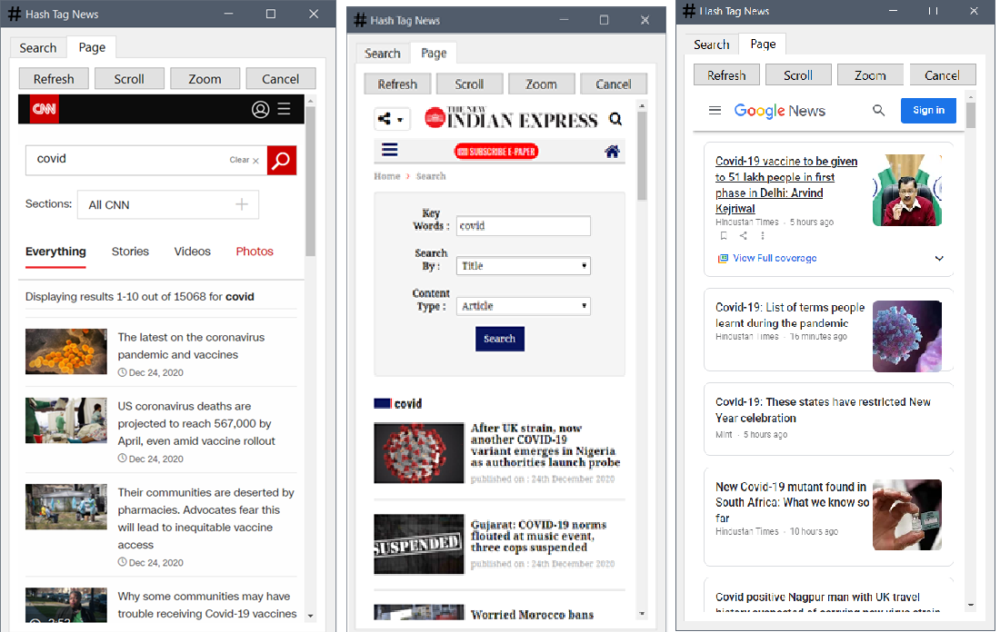 # Hash Tag News
Search Page
Refresh Scroll Zoom Cancel
CNN
covid Clear ×
Sections: All CNN +
Everything Stories Videos Photos
Displaying results 1-10 out of 15068 for covid
The latest on the coronavirus
pandemic and vaccines
Dec 24, 2020
US coronavirus deaths are
projected to reach 567,000 by
April, even amid vaccine rollout
Dec 24, 2020
Their communities are deserted by
pharmacies. Advocates fear this
will lead to inequitable vaccine
access
Dec 24, 2020
Why some communities may have
trouble receiving Covid-19 vaccines
# Hash Tag News
Search Page
Refresh Scroll Zoom Cancel
THE NEW
INDIAN EXPRESS
SUBSCRIBE E-PAPER
Home > Search
Key
Words : covid
Search
By : Title
Content
Type : Article
Search
covid
After UK strain, now
another COVID-19
variant emerges in Nigeria
as authorities launch probe
published on : 24th December 2020
SUSPENDED
Gujarat: COVID-19 norms
flouted at music event,
three cops suspended
published on : 24th December 2020
Worried Morocco bans
# Hash Tag News
Search Page
Refresh Scroll Zoom Cancel
Google News Sign in
Covid-19 vaccine to be given
to 51 lakh people in first
phase in Delhi: Arvind
Kejriwal
Hindustan Times · 5 hours ago
View Full coverage
Covid-19: List of terms people
learnt during the pandemic
Hindustan Times · 16 minutes ago
Covid-19: These states have restricted New
Year celebration
Mint · 5 hours ago
New Covid-19 mutant found in
South Africa: What we know so
far
Hindustan Times · 10 hours ago
Covid positive Nagpur man with UK travel
history suspected of carrying new virus strain